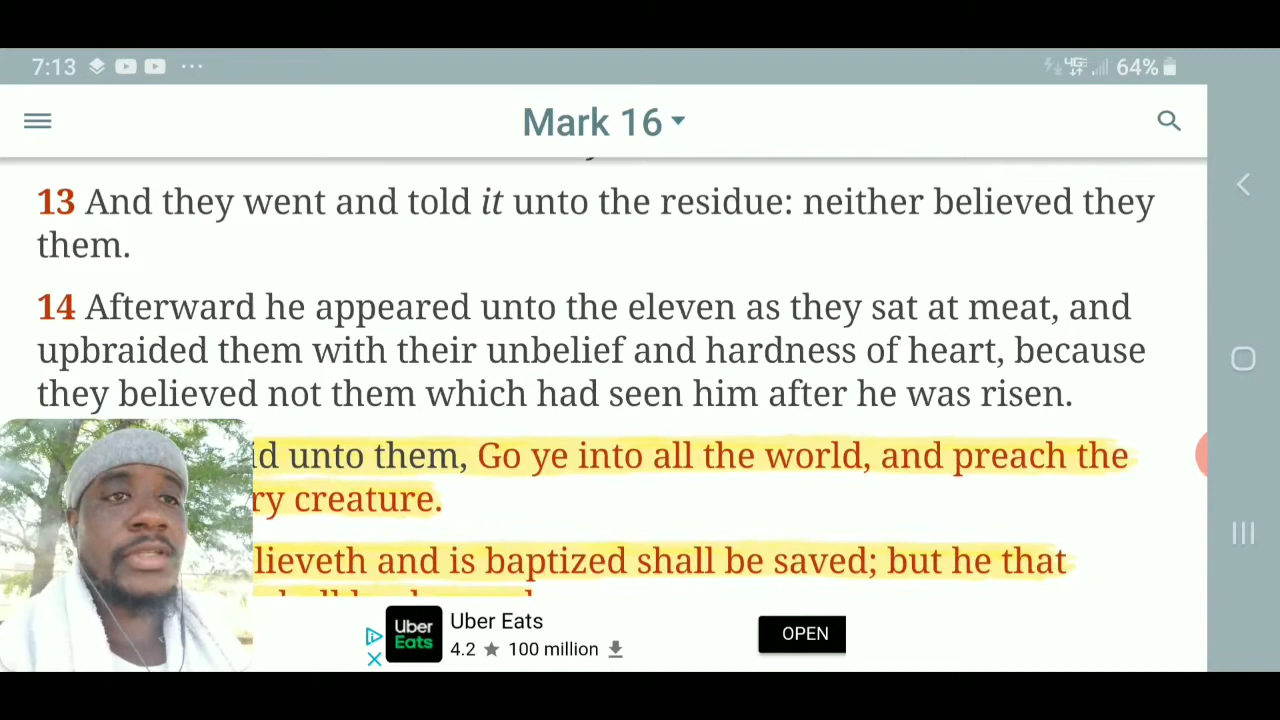 7:13 ... 4GE 64%
Mark 16
13 And they went and told it unto the residue: neither believed they
them.
14 Afterward he appeared unto the eleven as they sat at meat, and
upbraided them with their unbelief and hardness of heart, because
they believed not them which had seen him after he was risen.
id unto them, Go ye into all the world, and preach the
ry creature.
lieveth and is baptized shall be saved; but he that
Uber Eats
Uber Eats
4.2 ★ 100 million
OPEN